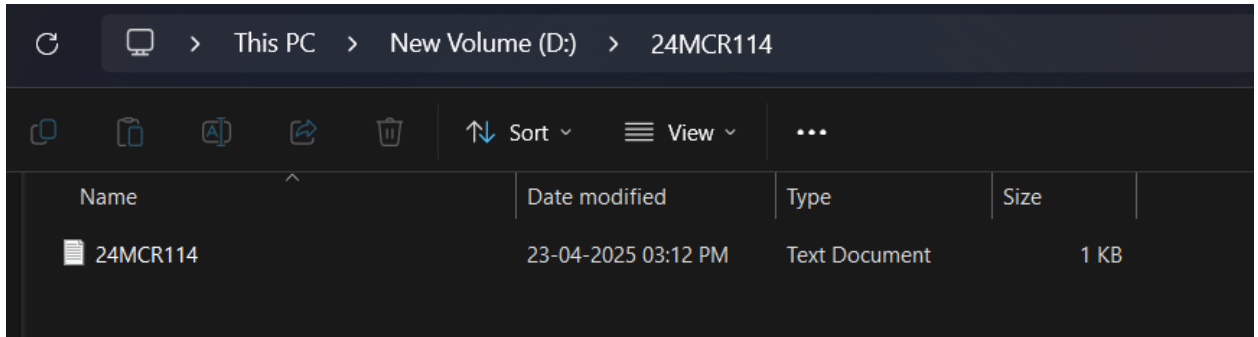 This PC > New Volume (D:) > 24MCR114
Sort View
Name Date modified Type Size
24MCR114 23-04-2025 03:12 PM Text Document 1 KB